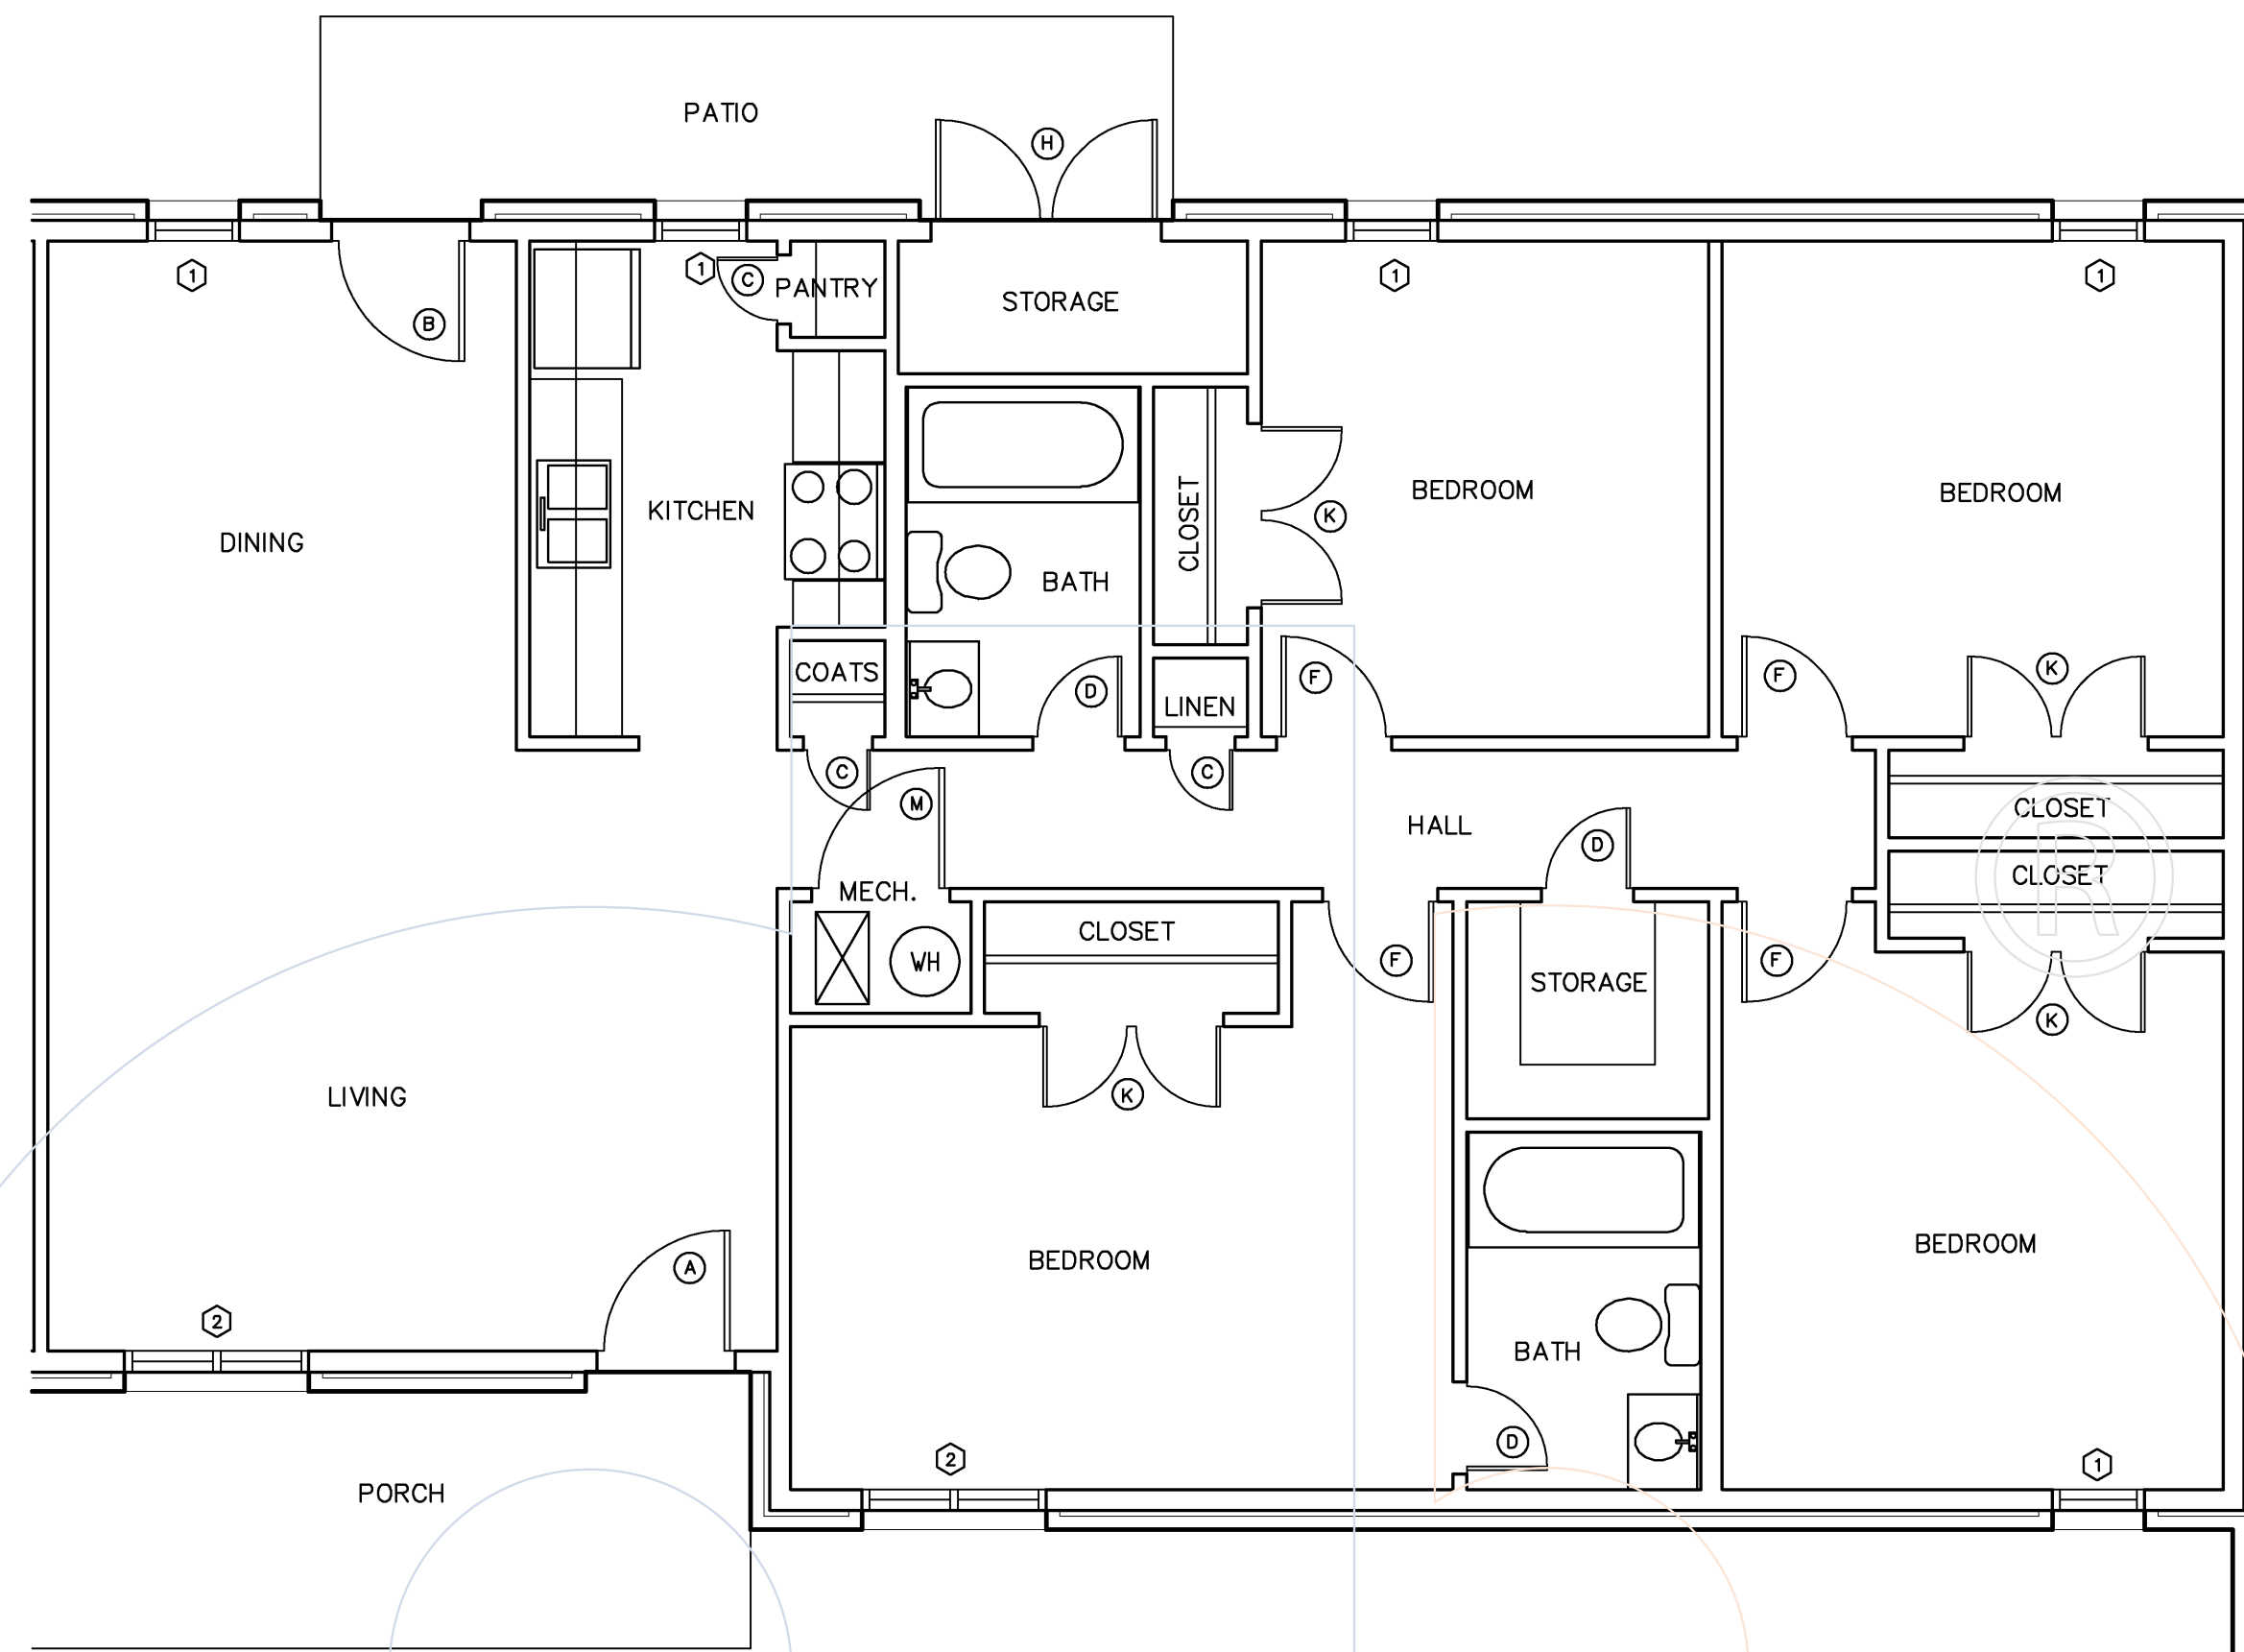 PATIO
H
1
1
C
PANTRY
STORAGE
1
1
B
DINING
KITCHEN
CLOSET
BEDROOM
K
BEDROOM
BATH
COATS
D
LINEN
F
F
K
C
M
C
HALL
D
CLOSET
CLOSET
R
MECH.
WH
CLOSET
F
STORAGE
F
K
LIVING
K
BEDROOM
BEDROOM
A
2
BATH
D
2
1
PORCH